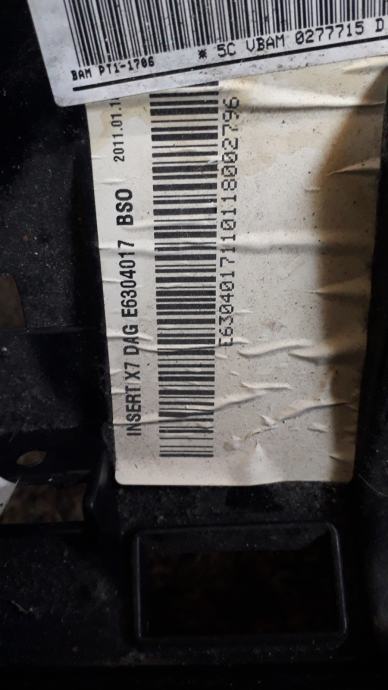 BAM PT1-1706
* 5C VBAM 0277715 D
INSERT X7 DAG E6304017 BSO
2011.01.1
E63040171101118002796